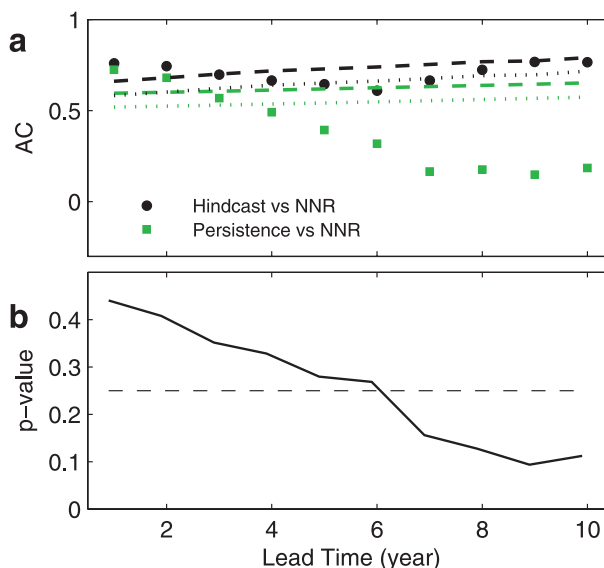 a
1
0.5
0
AC
Hindcast vs NNR
Persistence vs NNR
b
0.4
0.3
0.2
0.1
0
p−value
2 4 6 8 10
Lead Time (year)